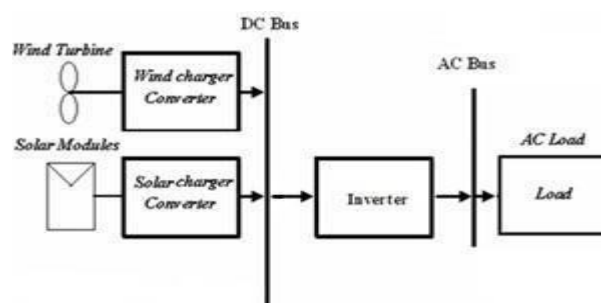 DC Bus
Wind Turbine
Wind charger
Converter
AC Bus
Solar Modules
Solar charger
Converter
Inverter
AC Load
Load